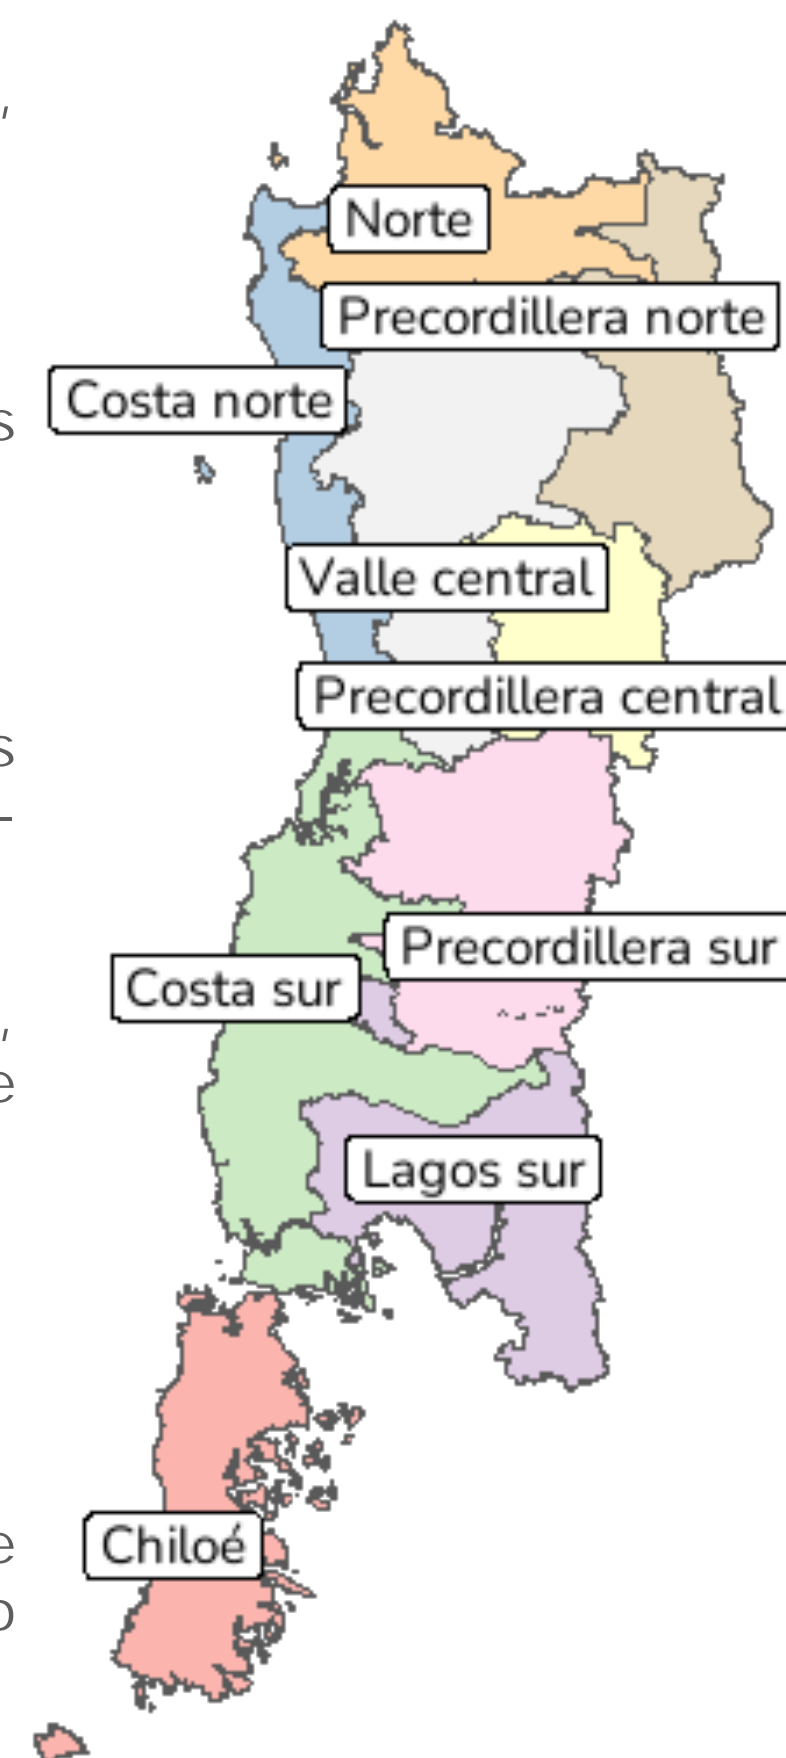 Norte
Precordillera norte
Costa norte
Valle central
Precordillera central
Precordillera sur
Costa sur
Lagos sur
Chiloé